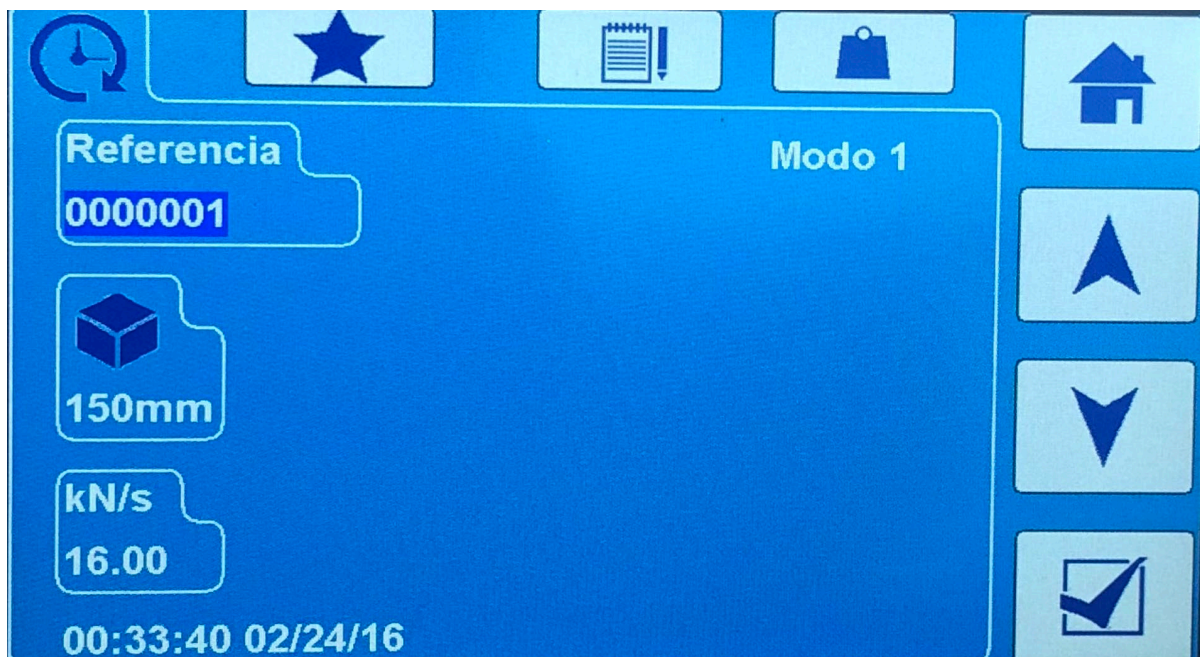 Referencia
Modo 1
0000001
150mm
kN/s
16.00
00:33:40 02/24/16